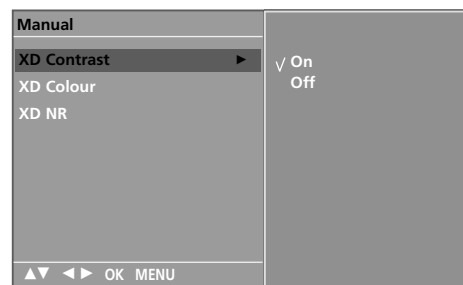 Manual
XD Contrast ►
XD Colour
XD NR
√ On
Off
▲▼ ◄ ► OK MENU